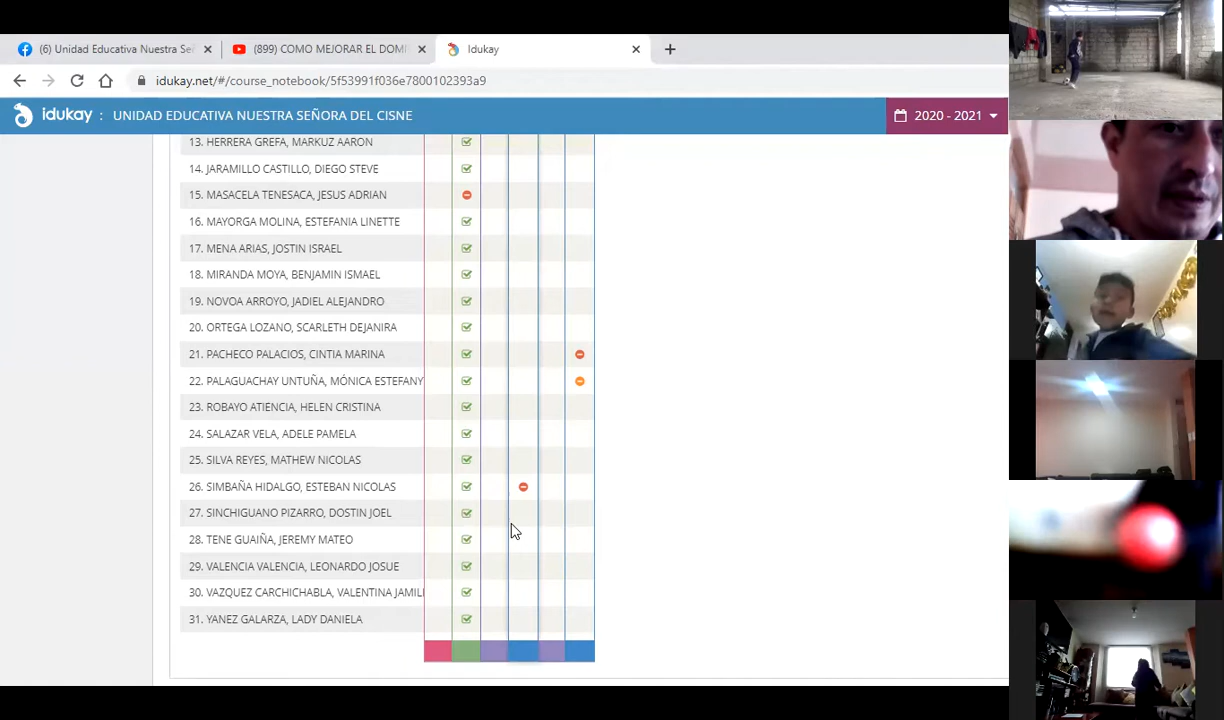 (6) Unidad Educativa Nuestra Se
(899) COMO MEJORAR EL DOMI
Idukay
idukay.net/#/course_notebook/5f53991f036e7800102393a9
idukay : UNIDAD EDUCATIVA NUESTRA SEÑORA DEL CISNE
2020 - 2021
13. HERRERA GREFA, MARKUZ AARON
14. JARAMILLO CASTILLO, DIEGO STEVE
15. MASACELA TENESACA, JESUS ADRIAN
16. MAYORGA MOLINA, ESTEFANIA LINETTE
17. MENA ARIAS, JOSTIN ISRAEL
18. MIRANDA MOYA, BENJAMIN ISMAEL
19. NOVOA ARROYO, JADIEL ALEJANDRO
20. ORTEGA LOZANO, SCARLETH DEJANIRA
21. PACHECO PALACIOS, CINTIA MARINA
22. PALAGUACHAY UNTUÑA, MÓNICA ESTEFANY
23. ROBAYO ATIENCIA, HELEN CRISTINA
24. SALAZAR VELA, ADELE PAMELA
25. SILVA REYES, MATHEW NICOLAS
26. SIMBAÑA HIDALGO, ESTEBAN NICOLAS
27. SINCHIGUANO PIZARRO, DOSTIN JOEL
28. TENE GUAIÑA, JEREMY MATEO
29. VALENCIA VALENCIA, LEONARDO JOSUE
30. VAZQUEZ CARCHICHABLA, VALENTINA JAMIL
31. YANEZ GALARZA, LADY DANIELA